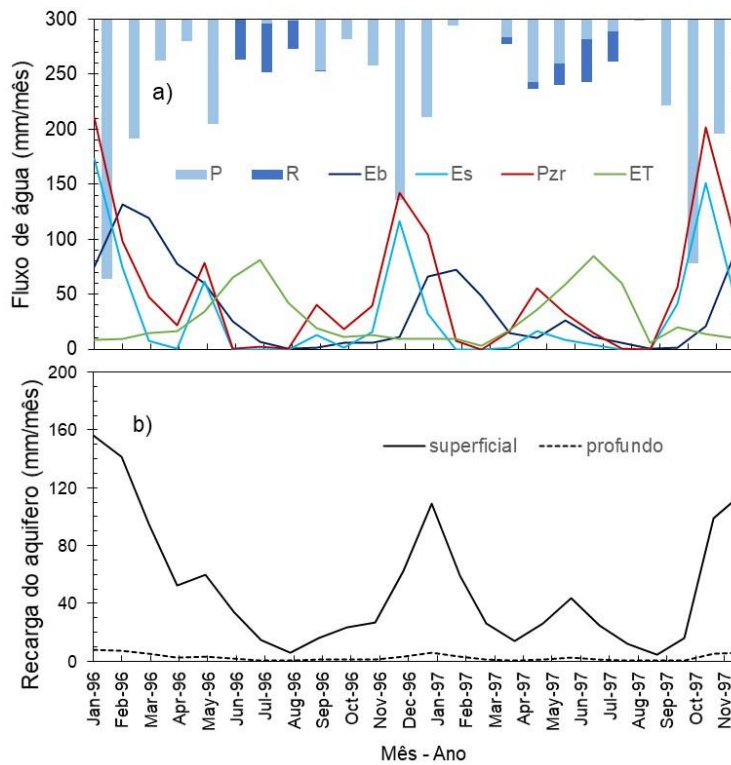 300
250
200
150
100
50
0
Fluxo de água (mm/mês)
a)
P R Eb Es Pzr ET
200
160
120
80
40
0
Recarga do aquifero (mm/mês)
b)
superficial profundo
Jan-96 Feb-96 Mar-96 Apr-96 May-96 Jun-96 Jul-96 Aug-96 Sep-96 Oct-96 Nov-96 Dec-96 Jan-97 Feb-97 Mar-97 Apr-97 May-97 Jun-97 Jul-97 Aug-97 Sep-97 Oct-97 Nov-97
Mês - Ano